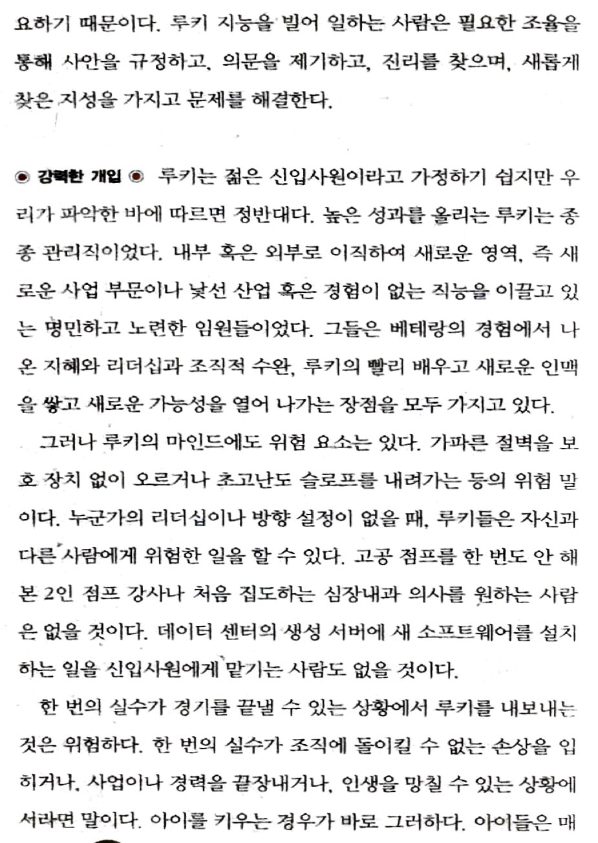 요하기 때문이다. 루키 지능을 빌어 일하는 사람은 필요한 조율을
통해 사안을 규정하고, 의문을 제기하고, 진리를 찾으며, 새롭게
찾은 지성을 가지고 문제를 해결한다.
◉ 강력한 개입 ◉ 루키는 젊은 신입사원이라고 가정하기 쉽지만 우
리가 파악한 바에 따르면 정반대다. 높은 성과를 올리는 루키는 종
종 관리직이었다. 내부 혹은 외부로 이직하여 새로운 영역, 즉 새
로운 사업 부문이나 낯선 산업 혹은 경험이 없는 직능을 이끌고 있
는 명민하고 노련한 임원들이었다. 그들은 베테랑의 경험에서 나
온 지혜와 리더십과 조직적 수완, 루키의 빨리 배우고 새로운 인맥
을 쌓고 새로운 가능성을 열어 나가는 장점을 모두 가지고 있다.
그러나 루키의 마인드에도 위험 요소는 있다. 가파른 절벽을 보
호 장치 없이 오르거나 초고난도 슬로프를 내려가는 등의 위험 말
이다. 누군가의 리더십이나 방향 설정이 없을 때, 루키들은 자신과
다른 사람에게 위험한 일을 할 수 있다. 고공 점프를 한 번도 안 해
본 2인 점프 강사나 처음 집도하는 심장내과 의사를 원하는 사람
은 없을 것이다. 데이터 센터의 생성 서버에 새 소프트웨어를 설치
하는 일을 신입사원에게 맡기는 사람도 없을 것이다.
한 번의 실수가 경기를 끝낼 수 있는 상황에서 루키를 내보내는
것은 위험하다. 한 번의 실수가 조직에 돌이킬 수 없는 손상을 입
히거나, 사업이나 경력을 끝장내거나, 인생을 망칠 수 있는 상황에
서라면 말이다. 아이를 키우는 경우가 바로 그러하다. 아이들은 매